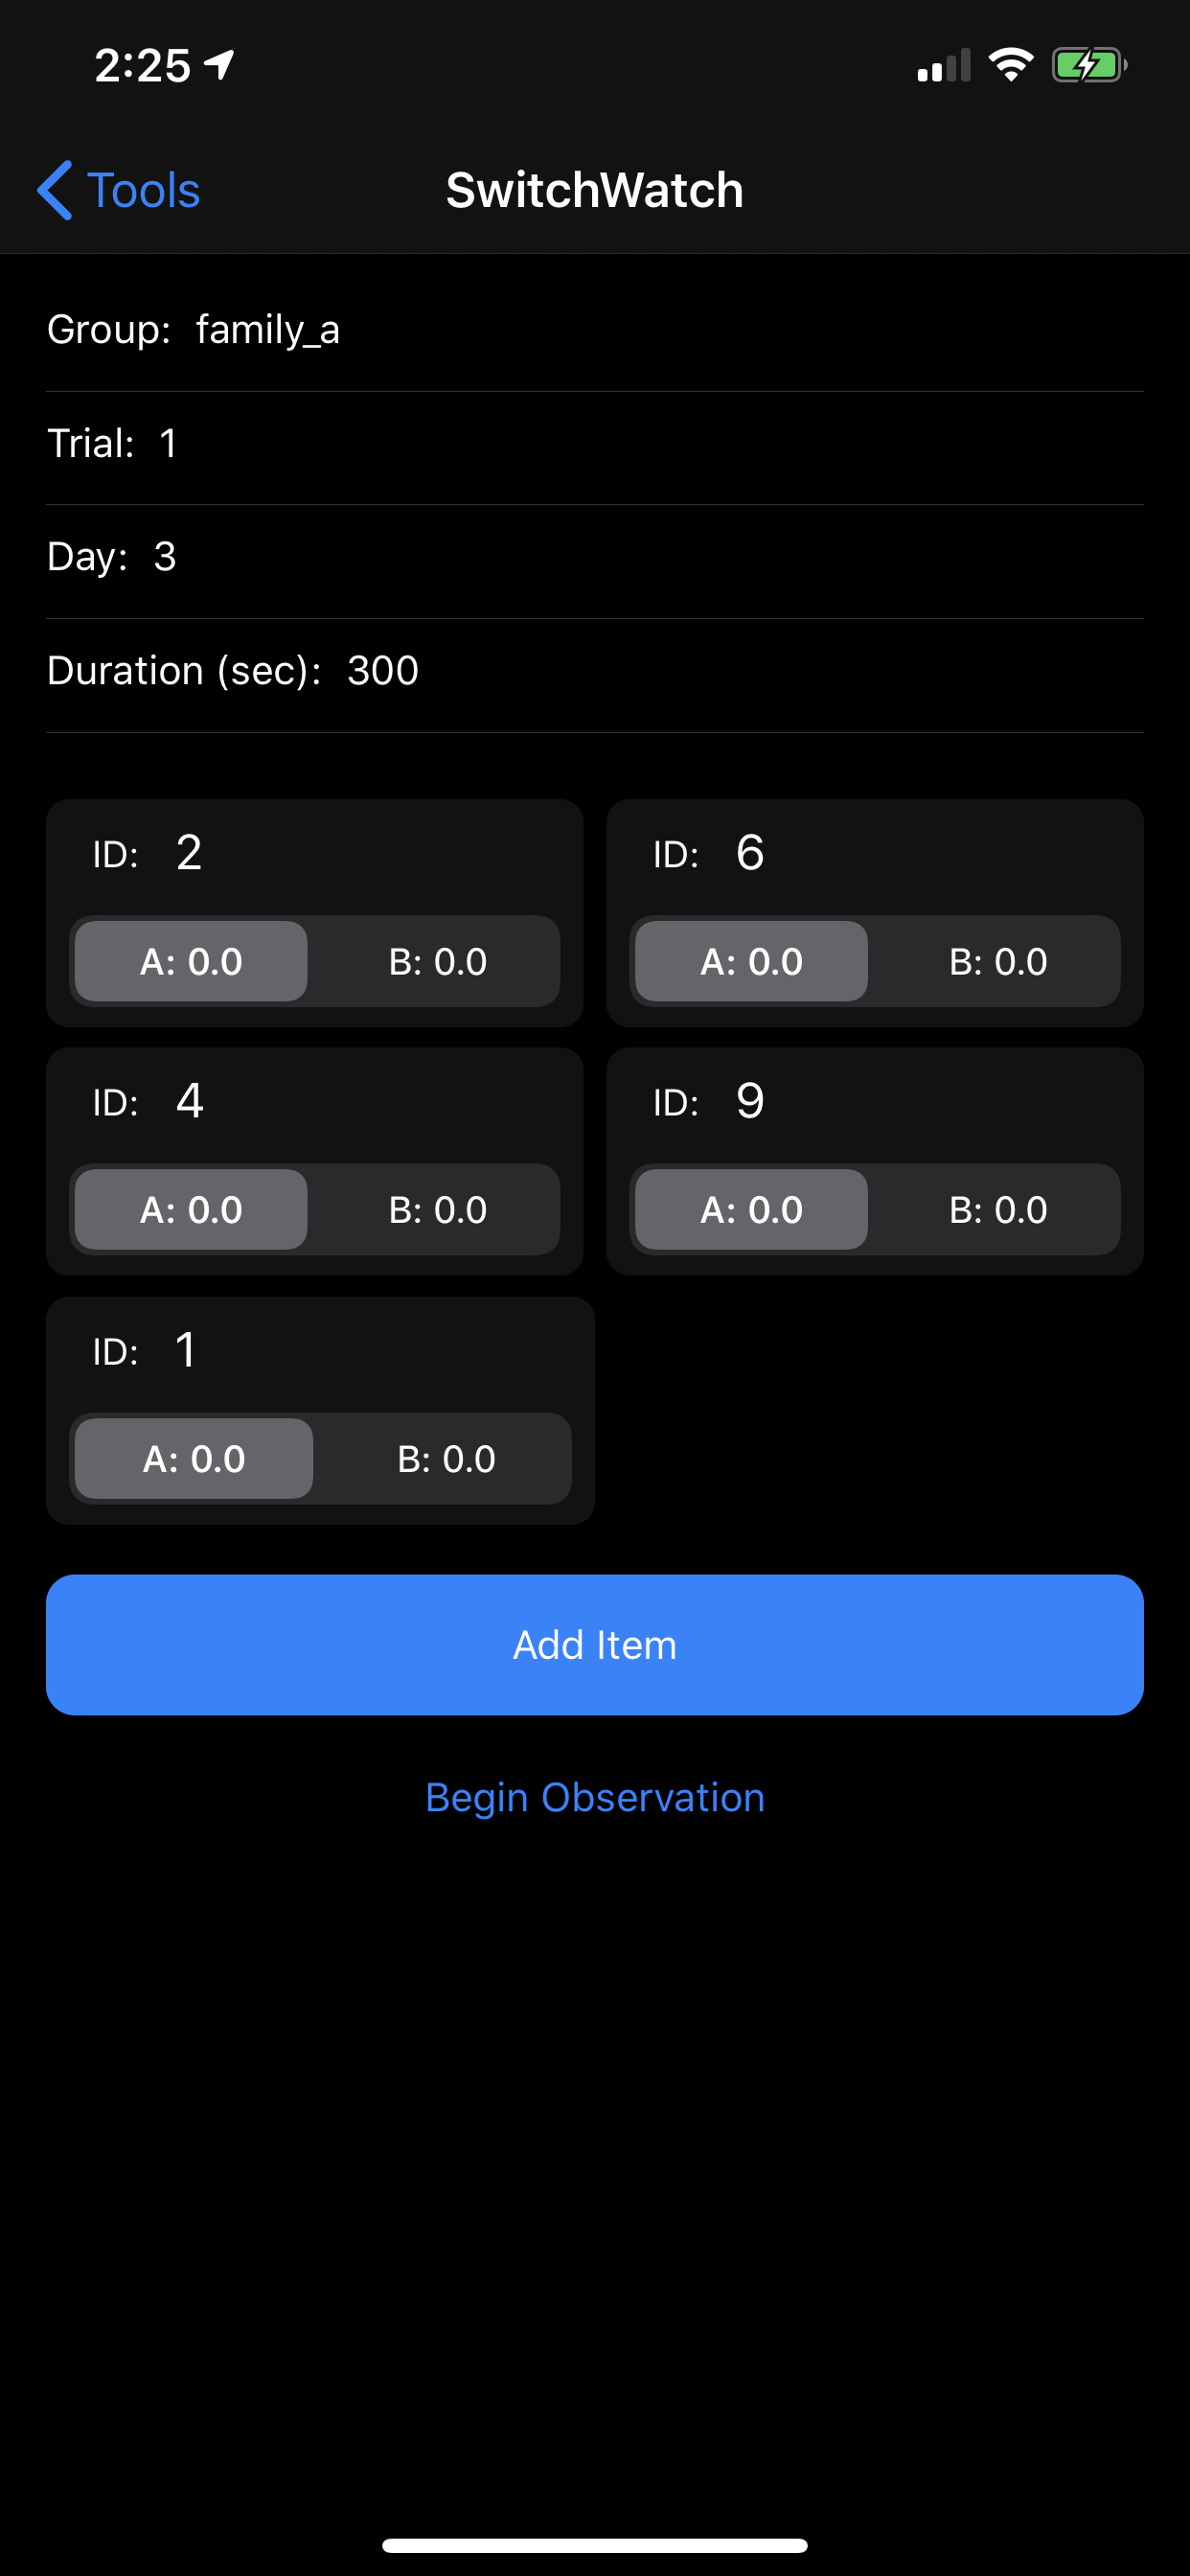 2:25
Tools
SwitchWatch
Group: family_a
Trial: 1
Day: 3
Duration (sec): 300
ID: 2
A: 0.0 B: 0.0
ID: 6
A: 0.0 B: 0.0
ID: 4
A: 0.0 B: 0.0
ID: 9
A: 0.0 B: 0.0
ID: 1
A: 0.0 B: 0.0
Add Item
Begin Observation